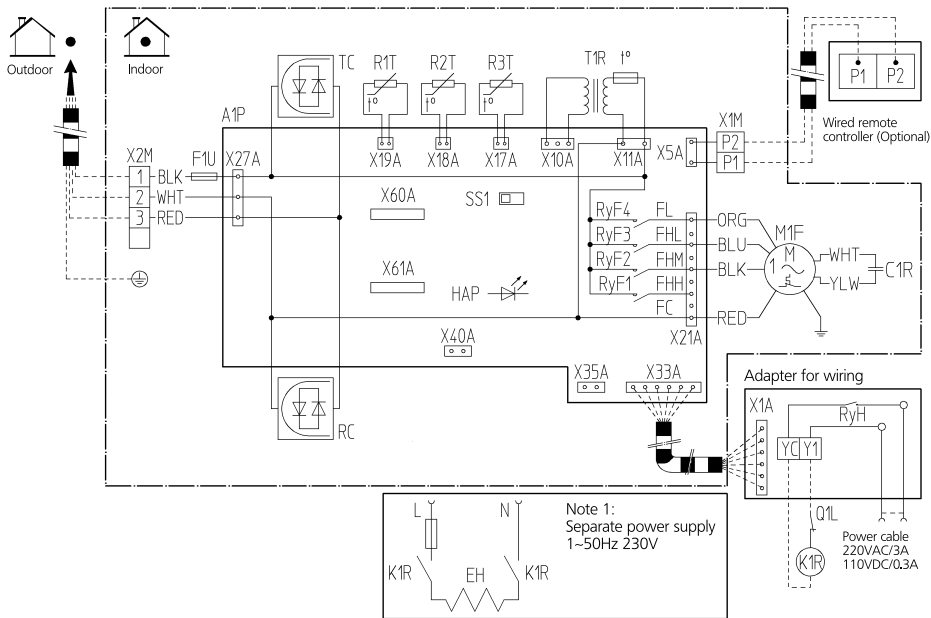 Outdoor
Indoor
TC
R1T
R2T
R3T
T1R
t°
t°
t°
t°
P1
P2
Wired remote
controller (Optional)
A1P
X19A
X18A
X17A
X10A
X11A
X5A
X1M
P2
P1
X2M
F1U
X27A
1
BLK
2
WHT
3
RED
X60A
SS1
X61A
HAP
RyF4
FL
RyF3
FHL
RyF2
FHM
RyF1
FHH
FC
X21A
ORG
BLU
BLK
RED
M1F
M
1
WHT
YLW
C1R
X40A
X35A
X33A
RC
Adapter for wiring
X1A
RyH
YC
Y1
Q1L
K1R
Power cable
220VAC/3A
110VDC/0.3A
L
N
Note 1:
Separate power supply
1~50Hz 230V
K1R
EH
K1R